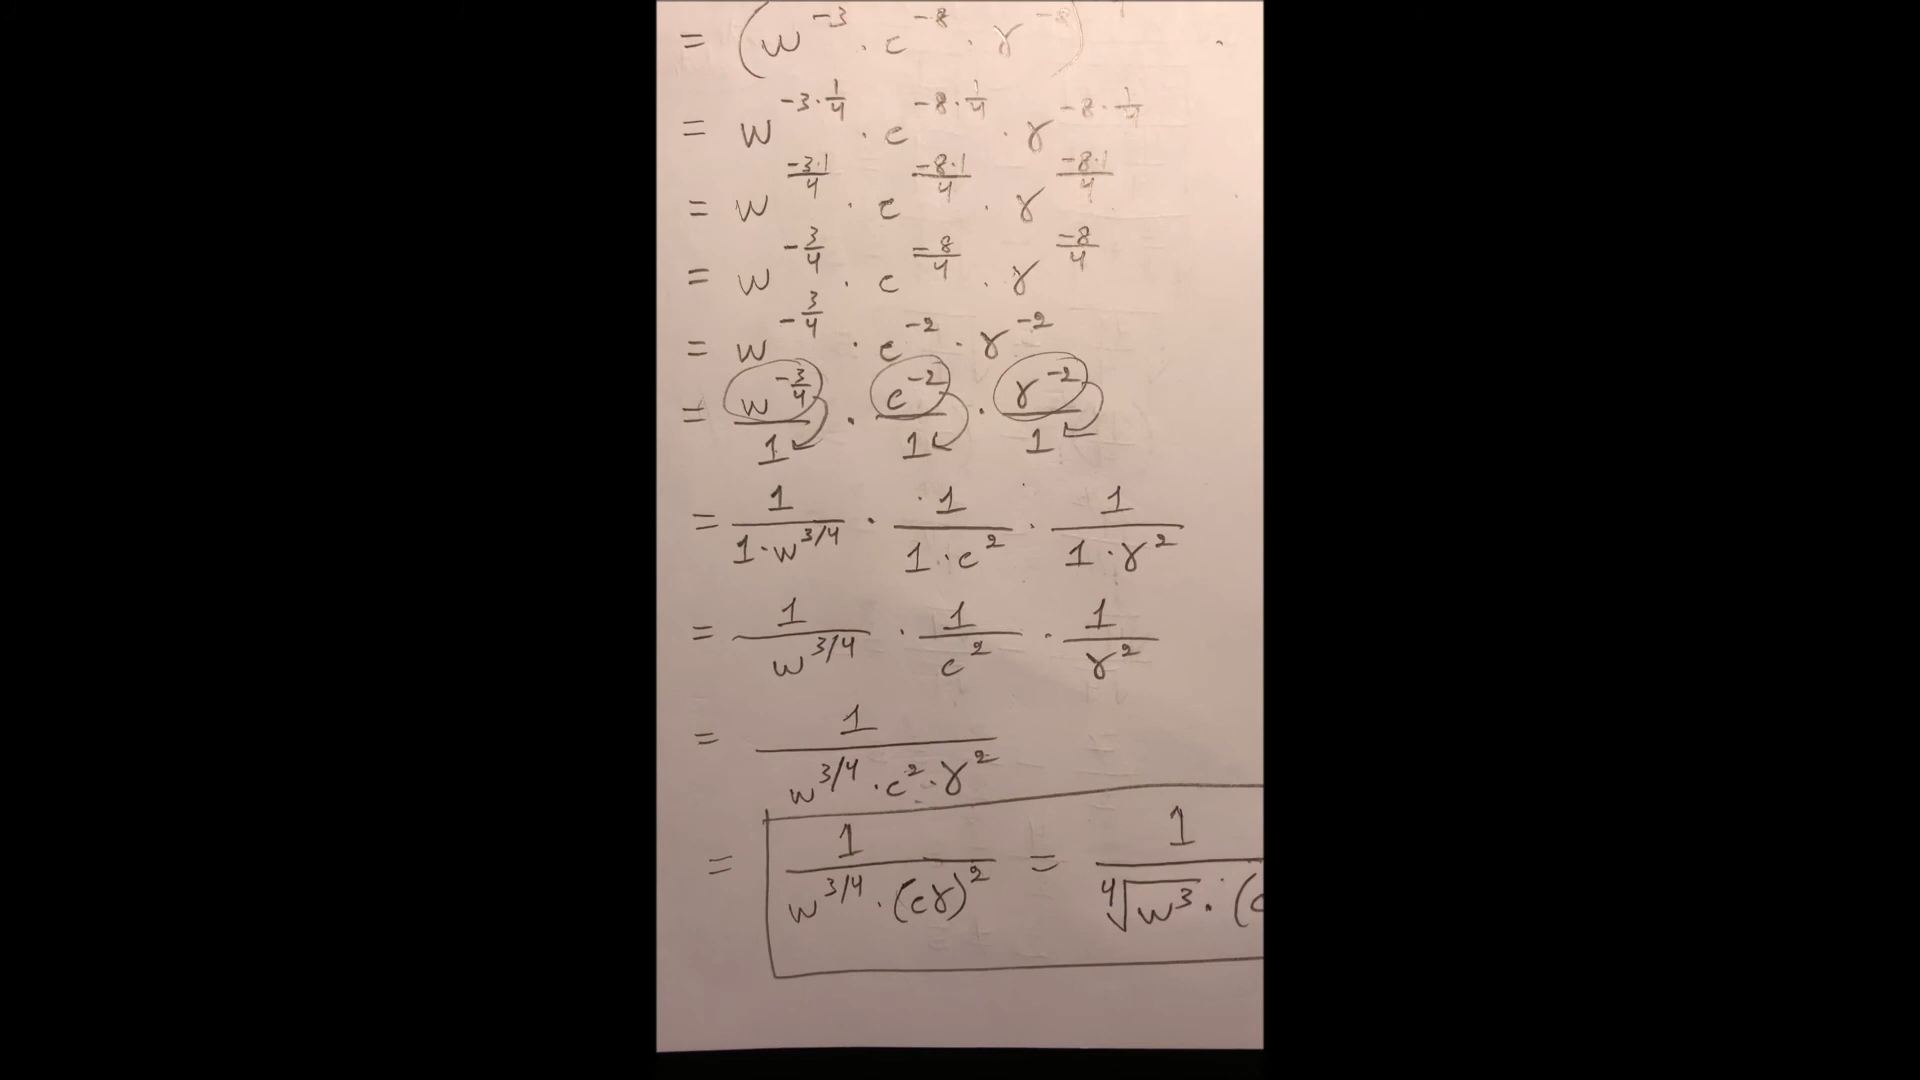 = (w^-3 · c^-8 · γ^-8)
= w^-3·1/4 · c^-8·1/4 · γ^-8·1/4
= w^-3·1/4 · c^-8·1/4 · γ^-8·1/4
= w^-3/4 · c^-8/4 · γ^-8/4
= w^-3/4 · c^-2 · γ^-2
= w^-3/4/1 · c^-2/1 · γ^-2/1
= 1/(1·w^3/4) · 1/(1·c^2) · 1/(1·γ^2)
= 1/w^3/4 · 1/c^2 · 1/γ^2
= 1/(w^3/4 · c^2 · γ^2)
= 1/(w^3/4 · (cγ)^2) = 1/(4√w^3 · (c